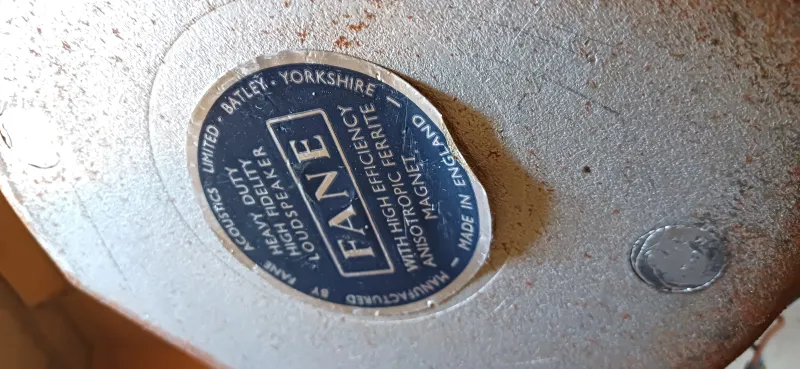 MANUFACTURED BY FANE ACOUSTICS LIMITED · BATLEY · YORKSHIRE
HEAVY DUTY
HIGH FIDELITY
LOUDSPEAKER
FANE
WITH HIGH EFFICIENCY
ANISOTROPIC FERRITE
MAGNET.
— MADE IN ENGLAND —